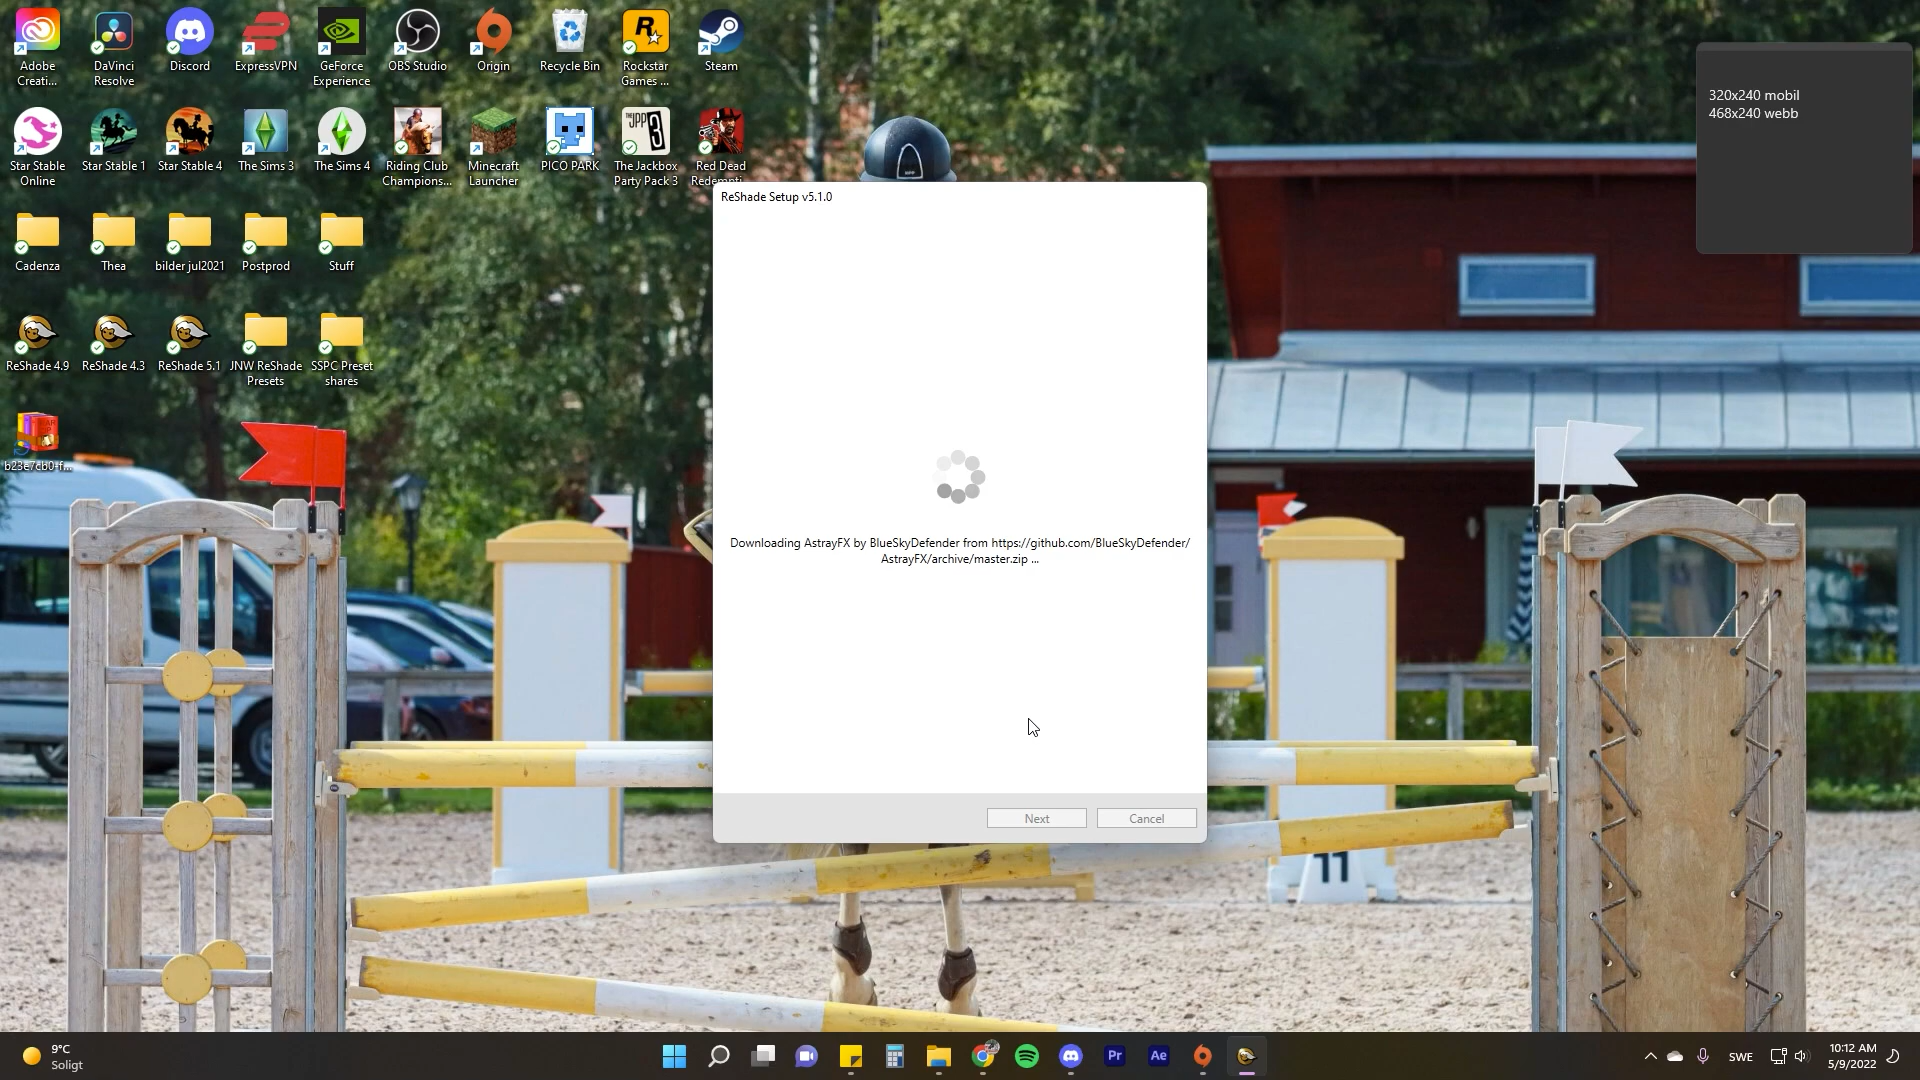 Adobe Creati...
DaVinci Resolve
Discord
ExpressVPN
GeForce Experience
OBS Studio
Origin
Recycle Bin
Rockstar Games ...
Steam
Star Stable Online
Star Stable 1
Star Stable 4
The Sims 3
The Sims 4
Riding Club Champions...
Minecraft Launcher
PICO PARK
The Jackbox Party Pack 3
Red Dead Redempti...
Cadenza
Thea
bilder jul2021
Postprod
Stuff
ReShade 4.9
ReShade 4.3
ReShade 5.1
JNW ReShade Presets
SSPC Preset shares
320x240 mobil
468x240 webb
ReShade Setup v5.1.0
Downloading AstrayFX by BlueSkyDefender from https://github.com/BlueSkyDefender/
AstrayFX/archive/master.zip ...
Next
Cancel
11
9°C
Soligt
Pr
Ae
SWE
10:12 AM
5/9/2022